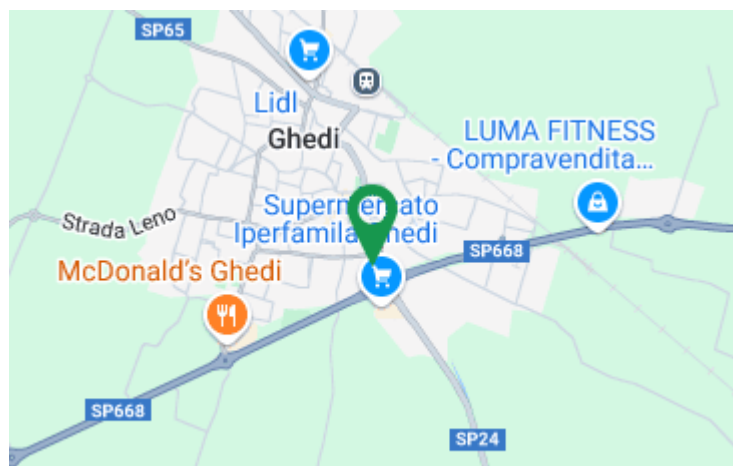 SP65
Lidl
Ghedi
LUMA FITNESS
- Compravendita...
Strada Leno
Supermercato
Iperfamila Ghedi
SP668
McDonald's Ghedi
SP668
SP24